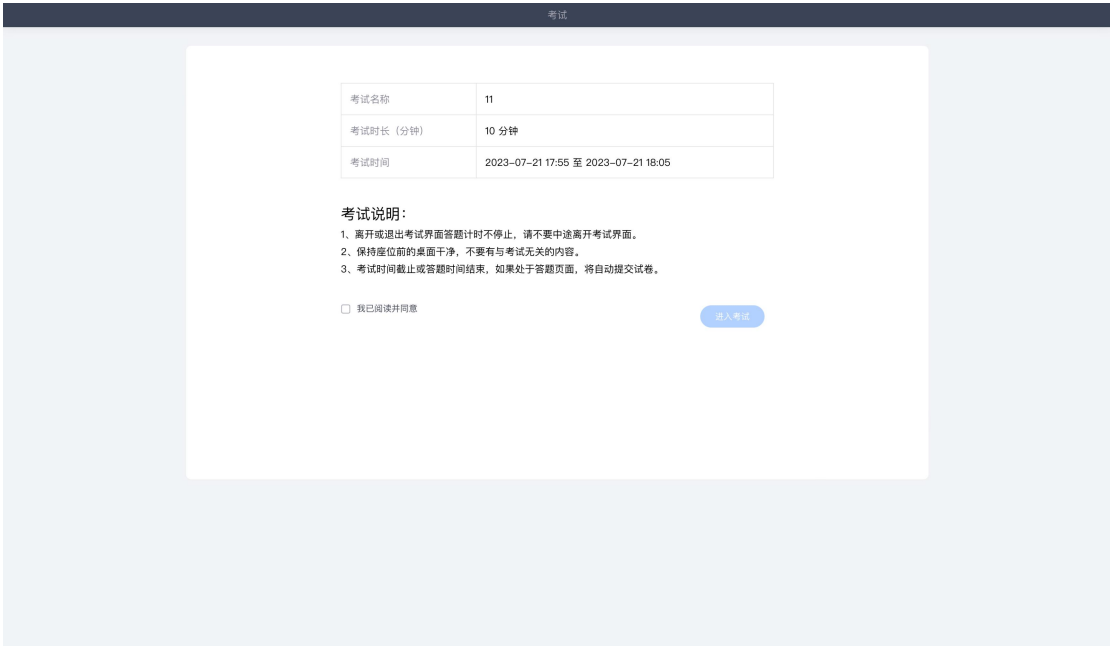 考试
考试名称 11
考试时长（分钟） 10 分钟
考试时间 2023-07-21 17:55 至 2023-07-21 18:05
考试说明：
1、离开或退出考试界面答题计时不停止，请不要中途离开考试界面。
2、保持座位前的桌面干净，不要有与考试无关的内容。
3、考试时间截止或答题时间结束，如果处于答题页面，将自动提交试卷。
我已阅读并同意 进入考试